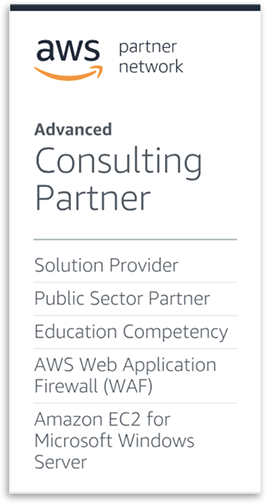 aws partner
network
Advanced
Consulting
Partner
Solution Provider
Public Sector Partner
Education Competency
AWS Web Application
Firewall (WAF)
Amazon EC2 for
Microsoft Windows
Server